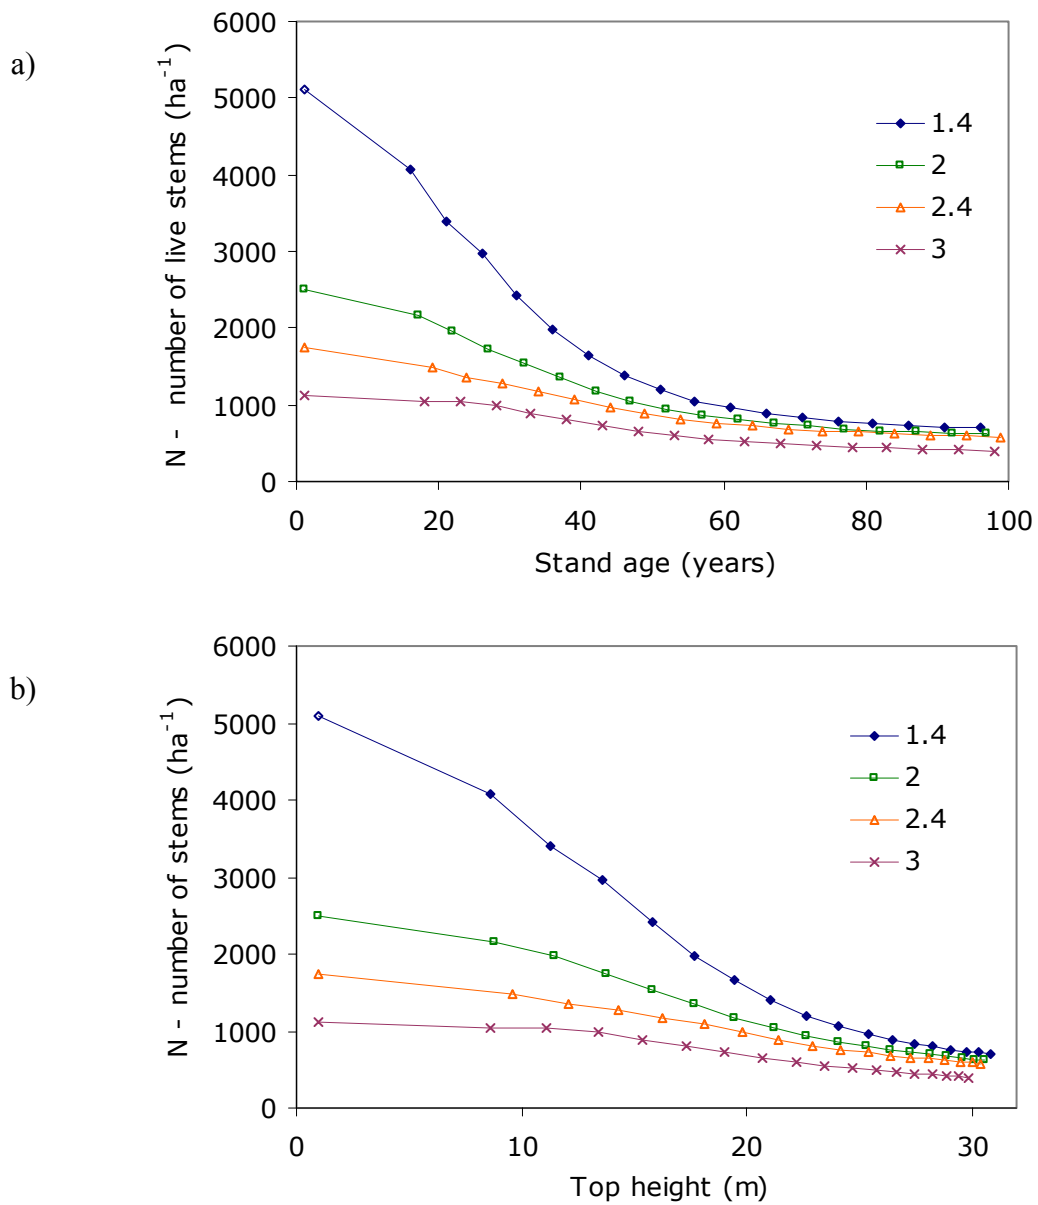 a)
N - number of live stems (ha⁻¹)
6000
5000
4000
3000
2000
1000
0
0 20 40 60 80 100
Stand age (years)
1.4
2
2.4
3
b)
N - number of stems (ha⁻¹)
6000
5000
4000
3000
2000
1000
0
0 10 20 30
Top height (m)
1.4
2
2.4
3